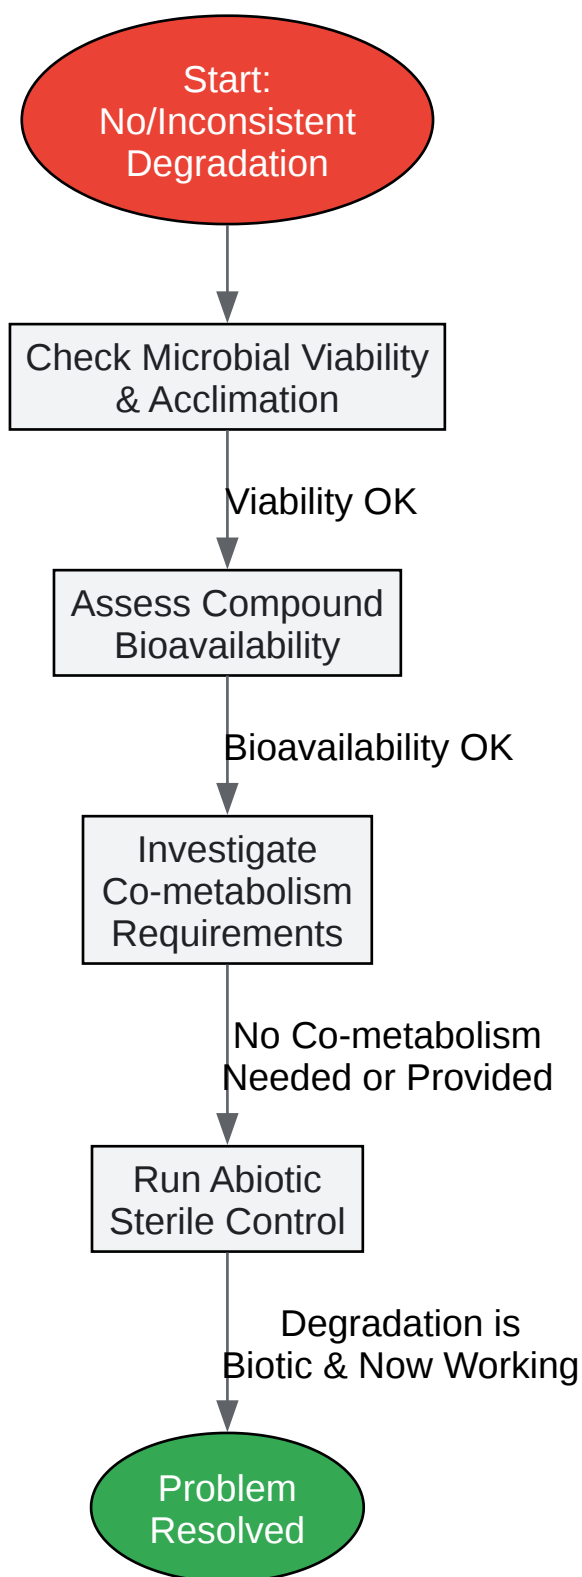 Start:
No/Inconsistent
Degradation
Check Microbial Viability
& Acclimation
Viability OK
Assess Compound
Bioavailability
Bioavailability OK
Investigate
Co-metabolism
Requirements
No Co-metabolism
Needed or Provided
Run Abiotic
Sterile Control
Degradation is
Biotic & Now Working
Problem
Resolved